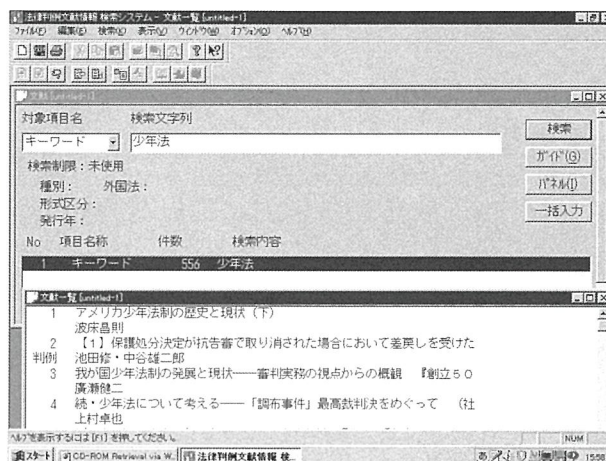 法律判例文献情報 検索システム - 文献一覧 [untitled-1]
ファイル(F) 編集(E) 検索(K) 表示(V) ウィンドウ(W) オプション(O) ヘルプ(H)
文献 [untitled-1]
対象項目名 検索文字列
キーワード 少年法
検索
検索制限：未使用
ガイド(G)
種別： 外国法：
パネル(I)
形式区分：
発行年：
一括入力
No 項目名称 件数 検索内容
1 キーワード 556 少年法
文献一覧 [untitled-1]
1 アメリカ少年法制の歴史と現状（下）
波床昌則
2 【１】保護処分決定が抗告審で取り消された場合において差戻しを受けた
判例 池田修・中谷雄二郎
3 我が国少年法制の発展と現状──審判実務の視点からの概観 『創立５０
廣瀬健二
4 続・少年法について考える──「調布事件」最高裁判決をめぐって （社
上村卓也
ヘルプを表示するには [F1] を押してください。
NUM
スタート CD-ROM Retrieval via W... 法律判例文献情報 検... 15:58